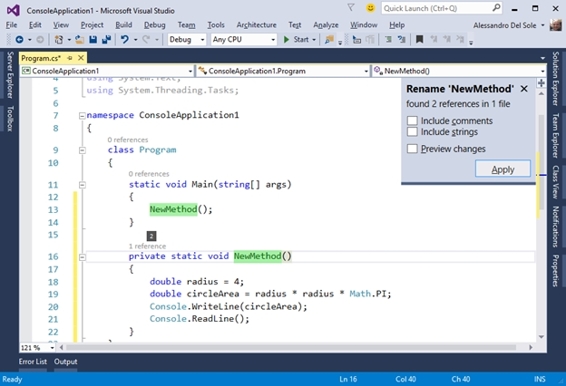 ConsoleApplication1 - Microsoft Visual Studio
Quick Launch (Ctrl+Q)
File Edit View Project Build Debug Team Tools Architecture Test Analyze Window Help
Alessandro Del Sole
Debug Any CPU Start
Server Explorer
Toolbox
Program.cs*
ConsoleApplication1 ConsoleApplication1.Program NewMethod()
4 using System.Text;
5 using System.Threading.Tasks;
6
7 namespace ConsoleApplication1
8 {
0 references
9 class Program
10 {
0 references
11 static void Main(string[] args)
12 {
13 NewMethod();
14 }
15 2
1 reference
16 private static void NewMethod()
17 {
18 double radius = 4;
19 double circleArea = radius * radius * Math.PI;
20 Console.WriteLine(circleArea);
21 Console.ReadLine();
22 }
Rename 'NewMethod'
found 2 references in 1 file
Include comments
Include strings
Preview changes
Apply
Solution Explorer
Team Explorer
Class View
Notifications
Properties
121 %
Error List Output
Ready Ln 16 Col 40 Ch 40 INS